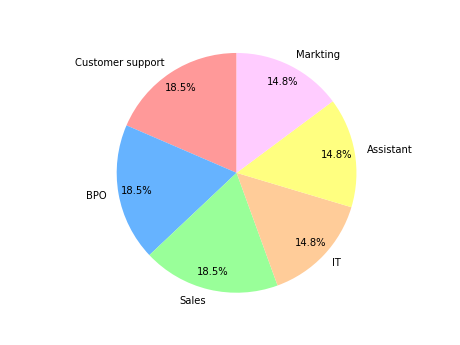 Markting
Customer support
14.8%
18.5%
Assistant
14.8%
BPO
18.5%
14.8%
IT
18.5%
Sales